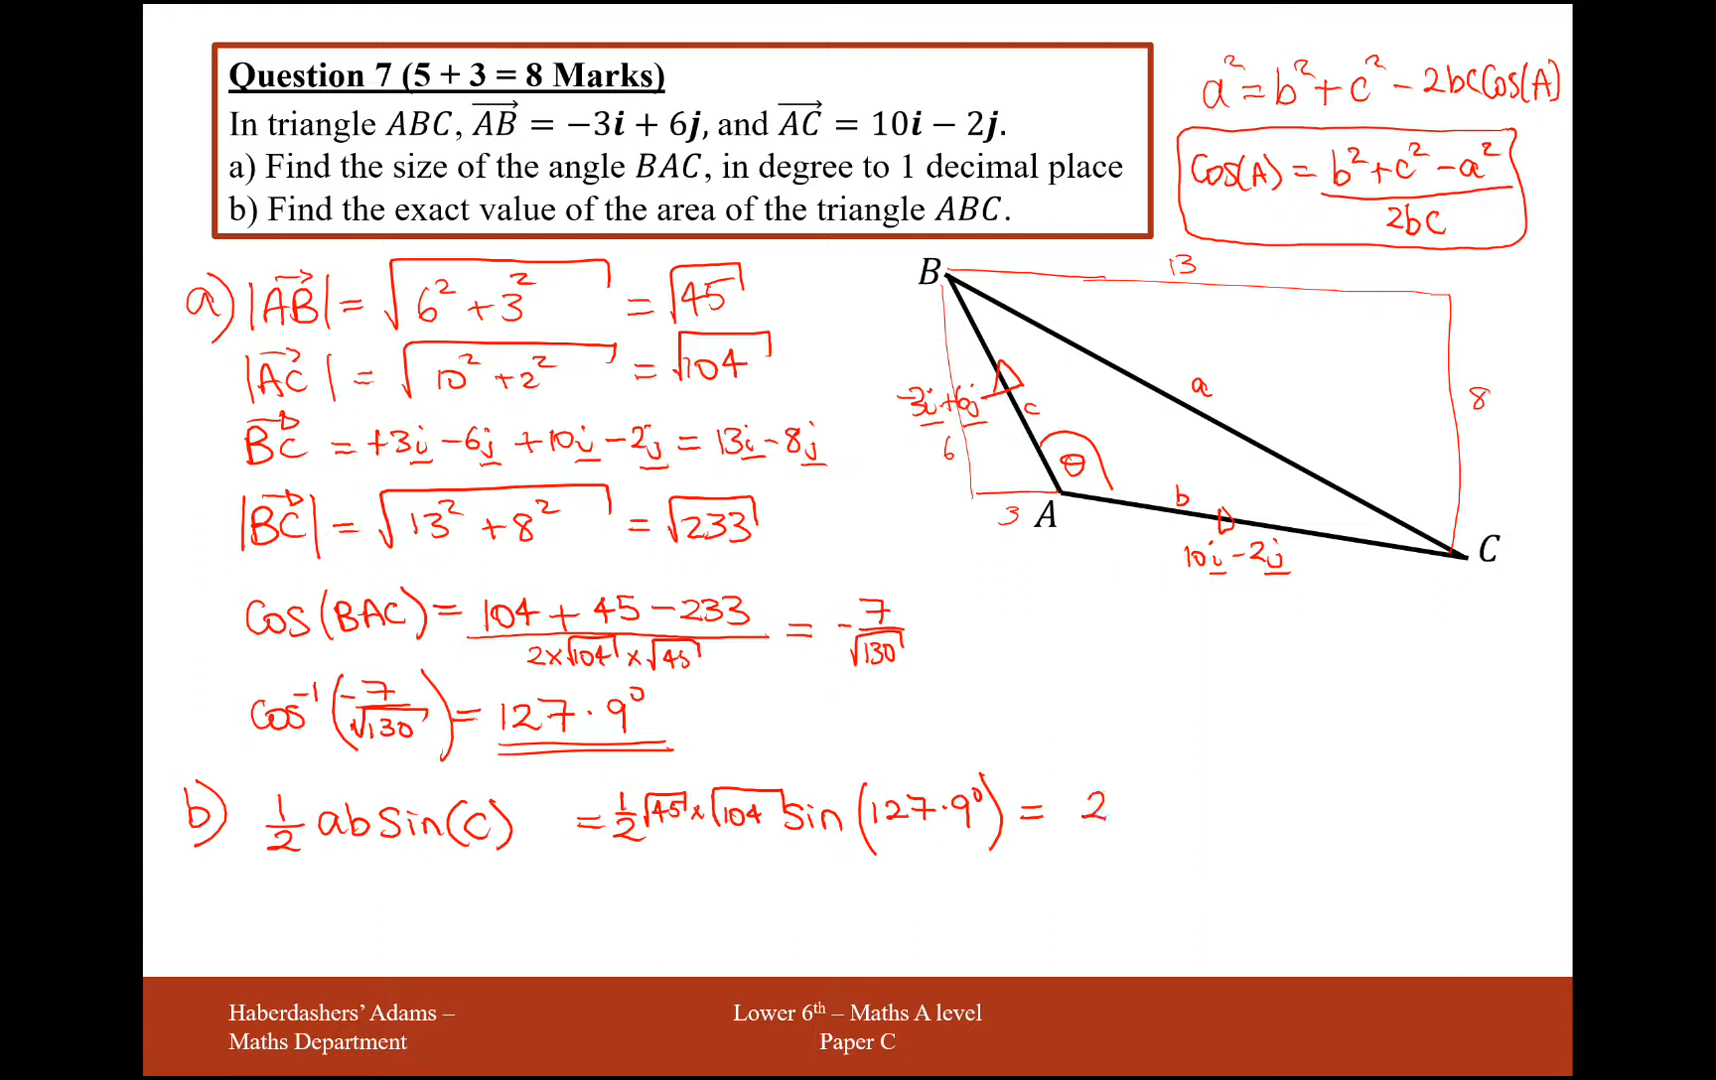 Question 7 (5 + 3 = 8 Marks)
In triangle ABC, →AB = −3i + 6j, and →AC = 10i − 2j.
a) Find the size of the angle BAC, in degree to 1 decimal place
b) Find the exact value of the area of the triangle ABC.
a² = b² + c² − 2bcCos(A)
Cos(A) = (b² + c² − a²) / 2bc
a) |→AB| = √(6² + 3²) = √45
|→AC| = √(10² + 2²) = √104
→BC = +3i − 6j + 10i − 2j = 13i − 8j
|→BC| = √(13² + 8²) = √233
Cos(BAC) = (104 + 45 − 233) / (2×√104 × √45) = −7/√130
Cos⁻¹(−7/√130) = 127.9°
b) ½ ab Sin(C) = ½ √45 × √104 Sin(127.9°) = 2
B
13
a
8
−3i + 6j
c
6
θ
3
A
b
10i − 2j
C
Haberdashers’ Adams –
Maths Department
Lower 6th – Maths A level
Paper C